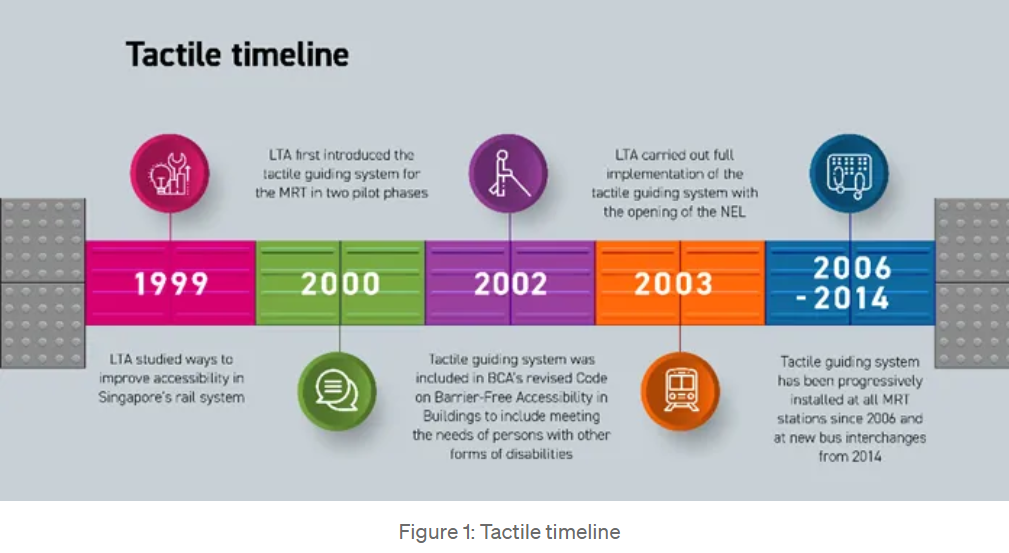 Tactile timeline
1999
LTA studied ways to
improve accessibility in
Singapore's rail system
LTA first introduced the
tactile guiding system for
the MRT in two pilot phases
2000
2002
Tactile guiding system was
included in BCA's revised Code
on Barrier-Free Accessibility in
Buildings to include meeting
the needs of persons with other
forms of disabilities
LTA carried out full
implementation of the
tactile guiding system with
the opening of the NEL
2003
2006
- 2014
Tactile guiding system
has been progressively
installed at all MRT
stations since 2006 and
at new bus interchanges
from 2014
Figure 1: Tactile timeline